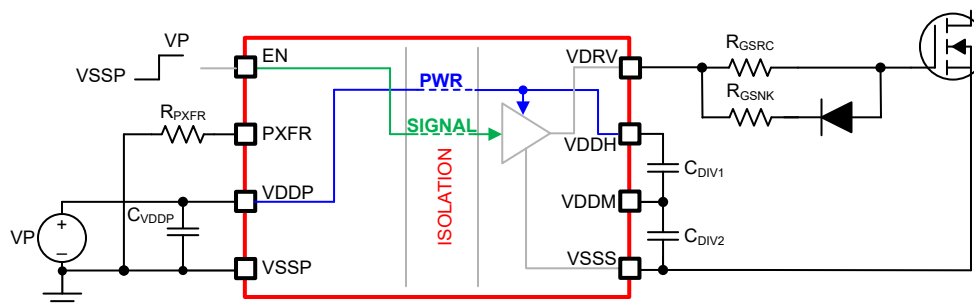 VP
VSSP
EN
VDRV
R_GSRC
PWR
R_GSNK
R_PXFR
PXFR
SIGNAL
VDDH
C_DIV1
VDDP
VDDM
C_VDDP
ISOLATION
VP
+
–
C_DIV2
VSSP
VSSS